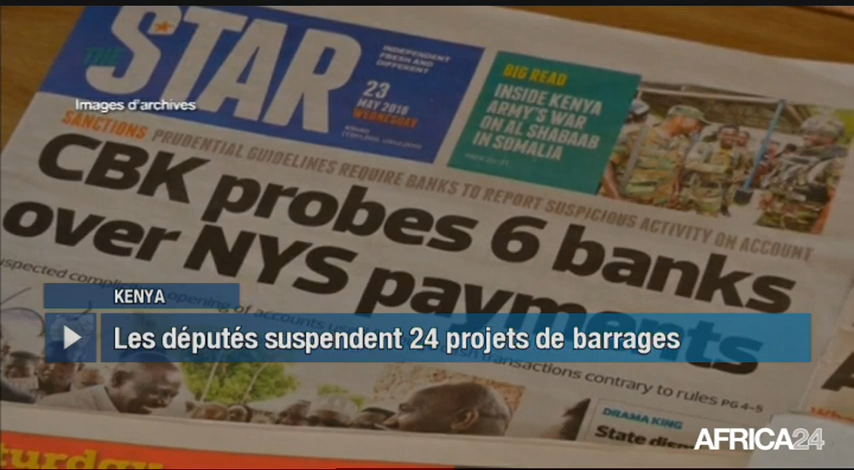 THE STAR
INDEPENDENT
FRESH AND
DIFFERENT
23
MAY 2018
WEDNESDAY
BIG READ
INSIDE KENYA
ARMY'S WAR
ON AL SHABAAB
IN SOMALIA
Images d'archives
SANCTIONS PRUDENTIAL GUIDELINES REQUIRE BANKS TO REPORT SUSPICIOUS ACTIVITY ON ACCOUNT
CBK probes 6 banks
over NYS payments
opening of accounts
transactions contrary to rules PG 4-5
KENYA
Les députés suspendent 24 projets de barrages
DRAMA KING
State
AFRICA24